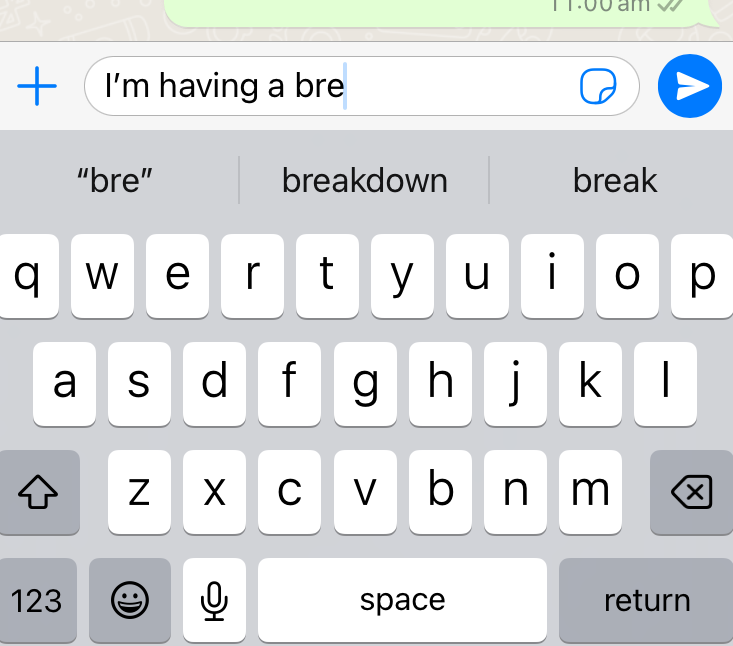 11:00 am
I’m having a bre
“bre” breakdown break
q w e r t y u i o p
a s d f g h j k l
z x c v b n m
123 space return